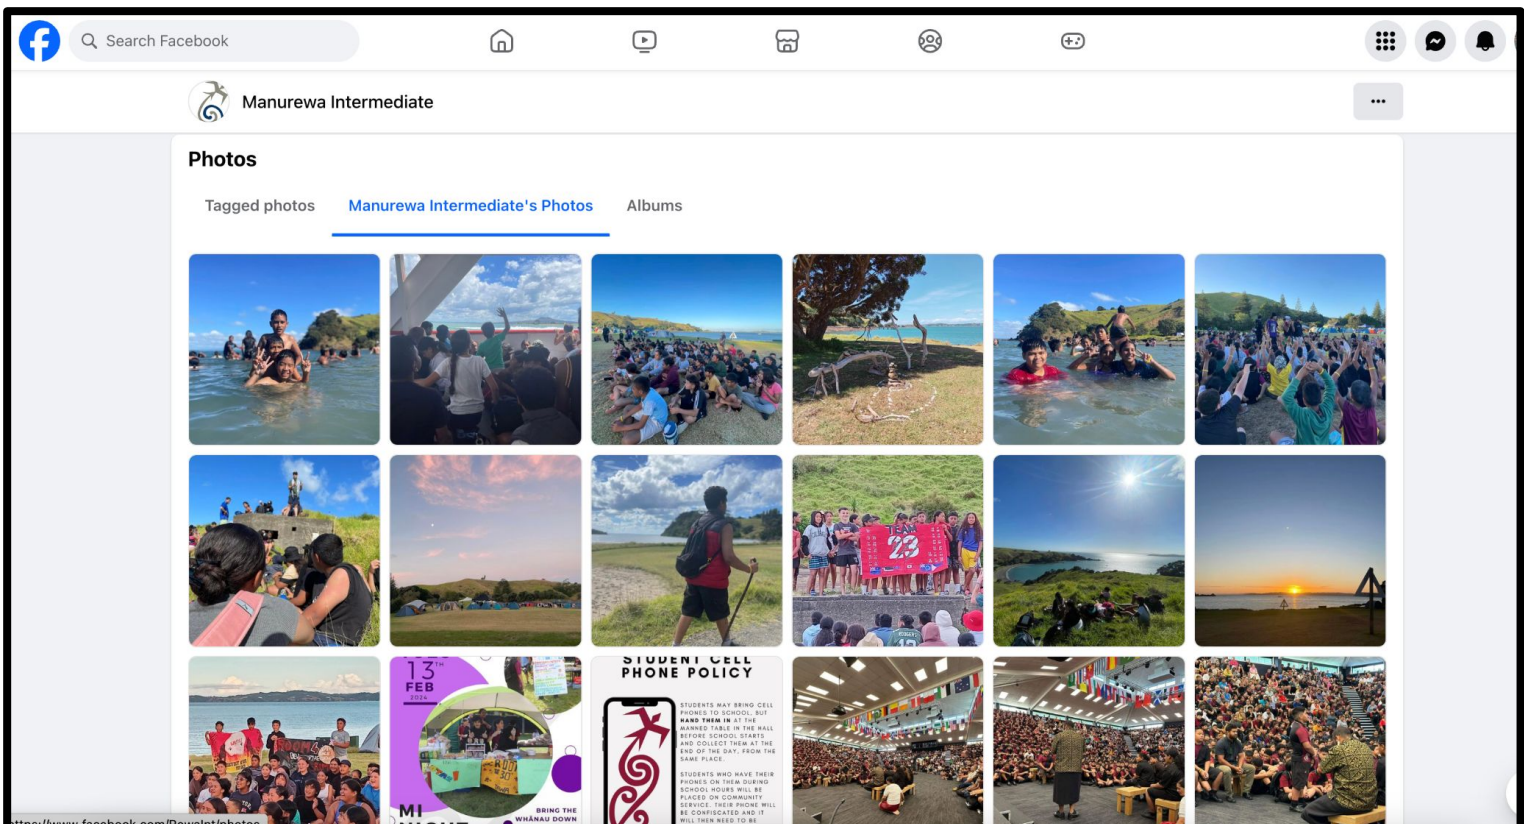 Search Facebook
Manurewa Intermediate
Photos
Tagged photos
Manurewa Intermediate's Photos
Albums
TEAM
23
ROOM
13TH
FEB
2024
MI
BRING THE
WHĀNAU DOWN
STUDENT CELL
PHONE POLICY
STUDENTS MAY BRING CELL
PHONES TO SCHOOL, BUT
HAND THEM IN AT THE
MANNED TABLE IN THE HALL
BEFORE SCHOOL STARTS
AND COLLECT THEM AT THE
END OF THE DAY, FROM THE
SAME PLACE.
STUDENTS WHO HAVE THEIR
PHONES ON THEM DURING
SCHOOL HOURS WILL BE
PLACED ON COMMUNITY
SERVICE. THEIR PHONE WILL
BE CONFISCATED AND IT
WILL THEN NEED TO BE